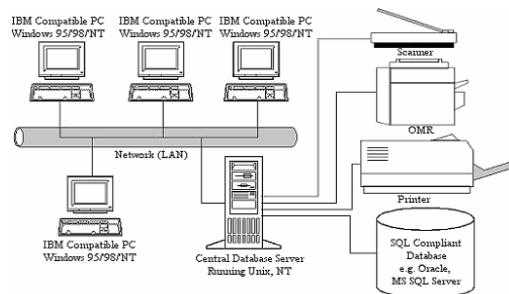 IBM Compatible PC
Windows 95/98/NT
IBM Compatible PC
Windows 95/98/NT
IBM Compatible PC
Windows 95/98/NT
Scanner
OMR
Network (LAN)
Printer
IBM Compatible PC
Windows 95/98/NT
Central Database Server
Running Unix, NT
SQL Compliant
Database
e.g. Oracle,
MS SQL Server